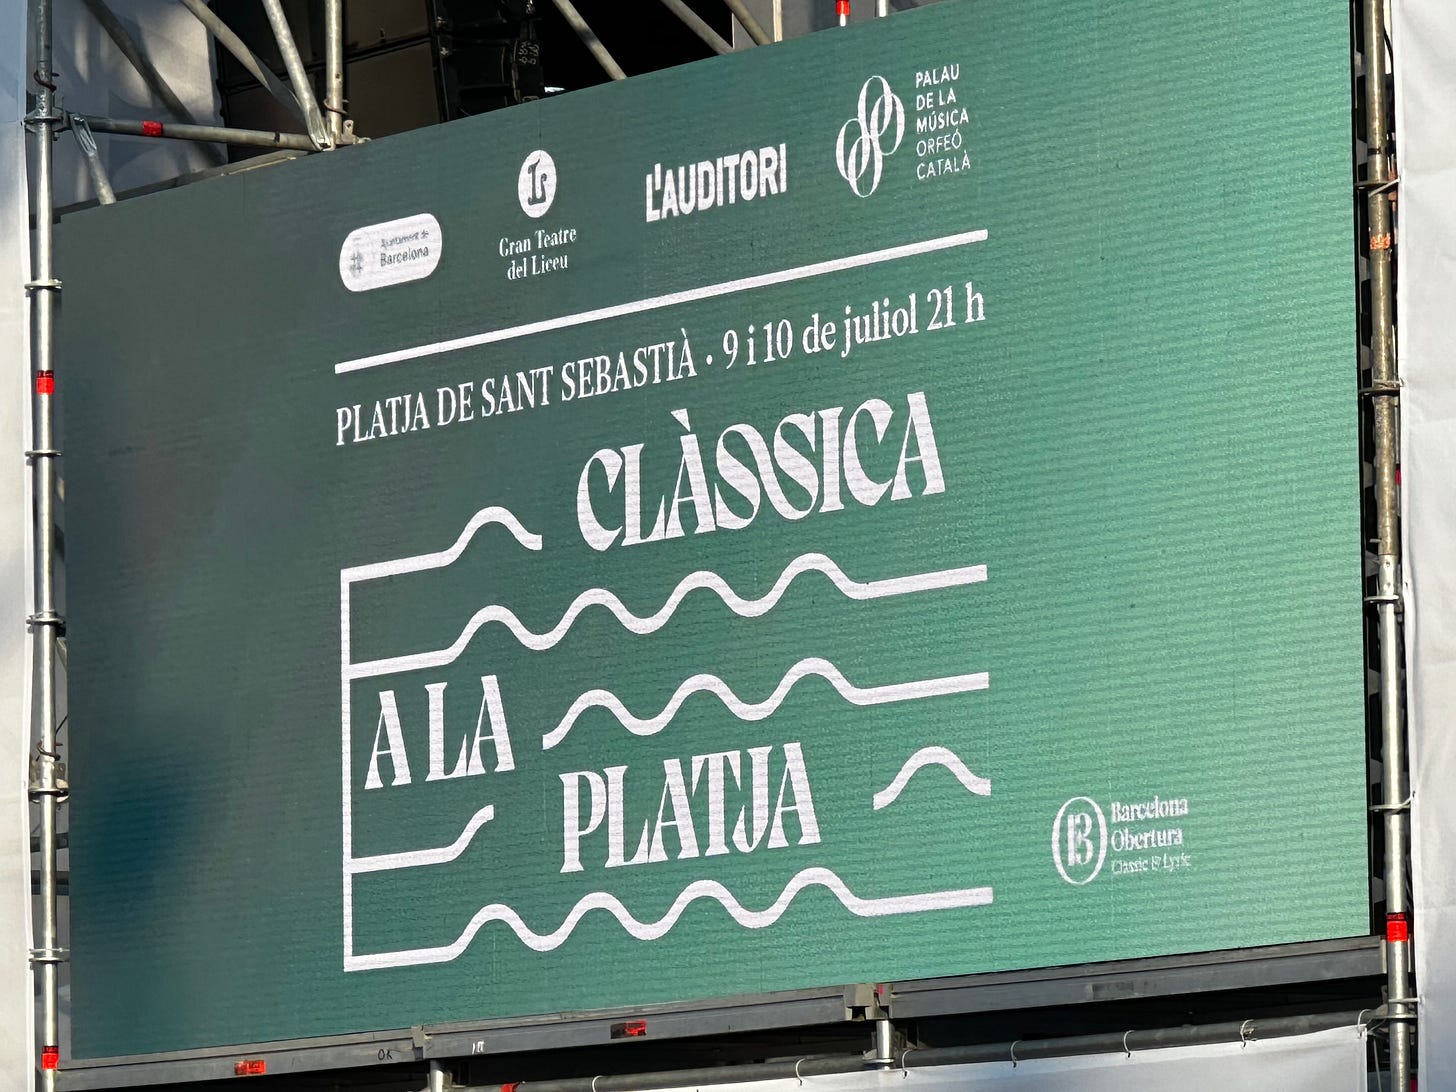 Ajuntament de
Barcelona
Gran Teatre
del Liceu
L'AUDITORI
PALAU
DE LA
MÚSICA
ORFEÓ
CATALÀ
PLATJA DE SANT SEBASTIÀ · 9 i 10 de juliol 21 h
CLÀSSICA
A LA
PLATJA
Barcelona
Obertura
Classic & Lyric
OK